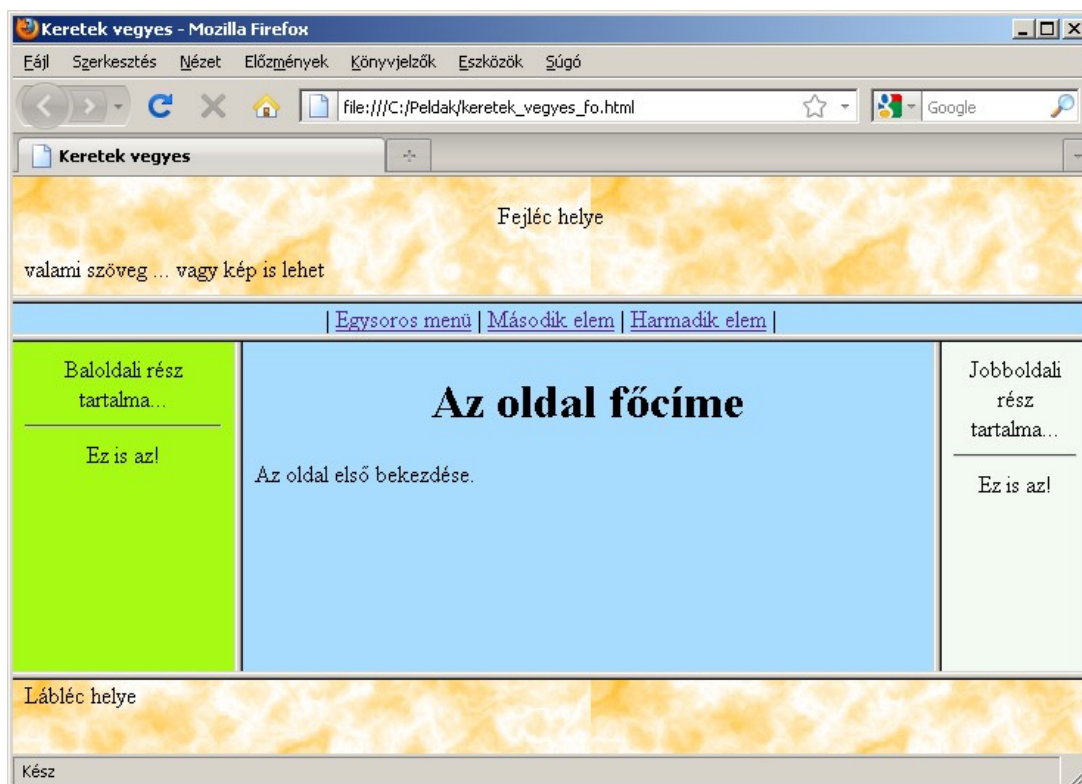 Keretek vegyes - Mozilla Firefox
Fájl Szerkesztés Nézet Előzmények Könyvjelzők Eszközök Súgó
file:///C:/Peldak/keretek_vegyes_fo.html Google
Keretek vegyes
Fejléc helye
valami szöveg ... vagy kép is lehet
| Egysoros menü | Második elem | Harmadik elem |
Baloldali rész
tartalma...
Ez is az!
Az oldal főcíme
Az oldal első bekezdése.
Jobboldali
rész
tartalma...
Ez is az!
Lábléc helye
Kész